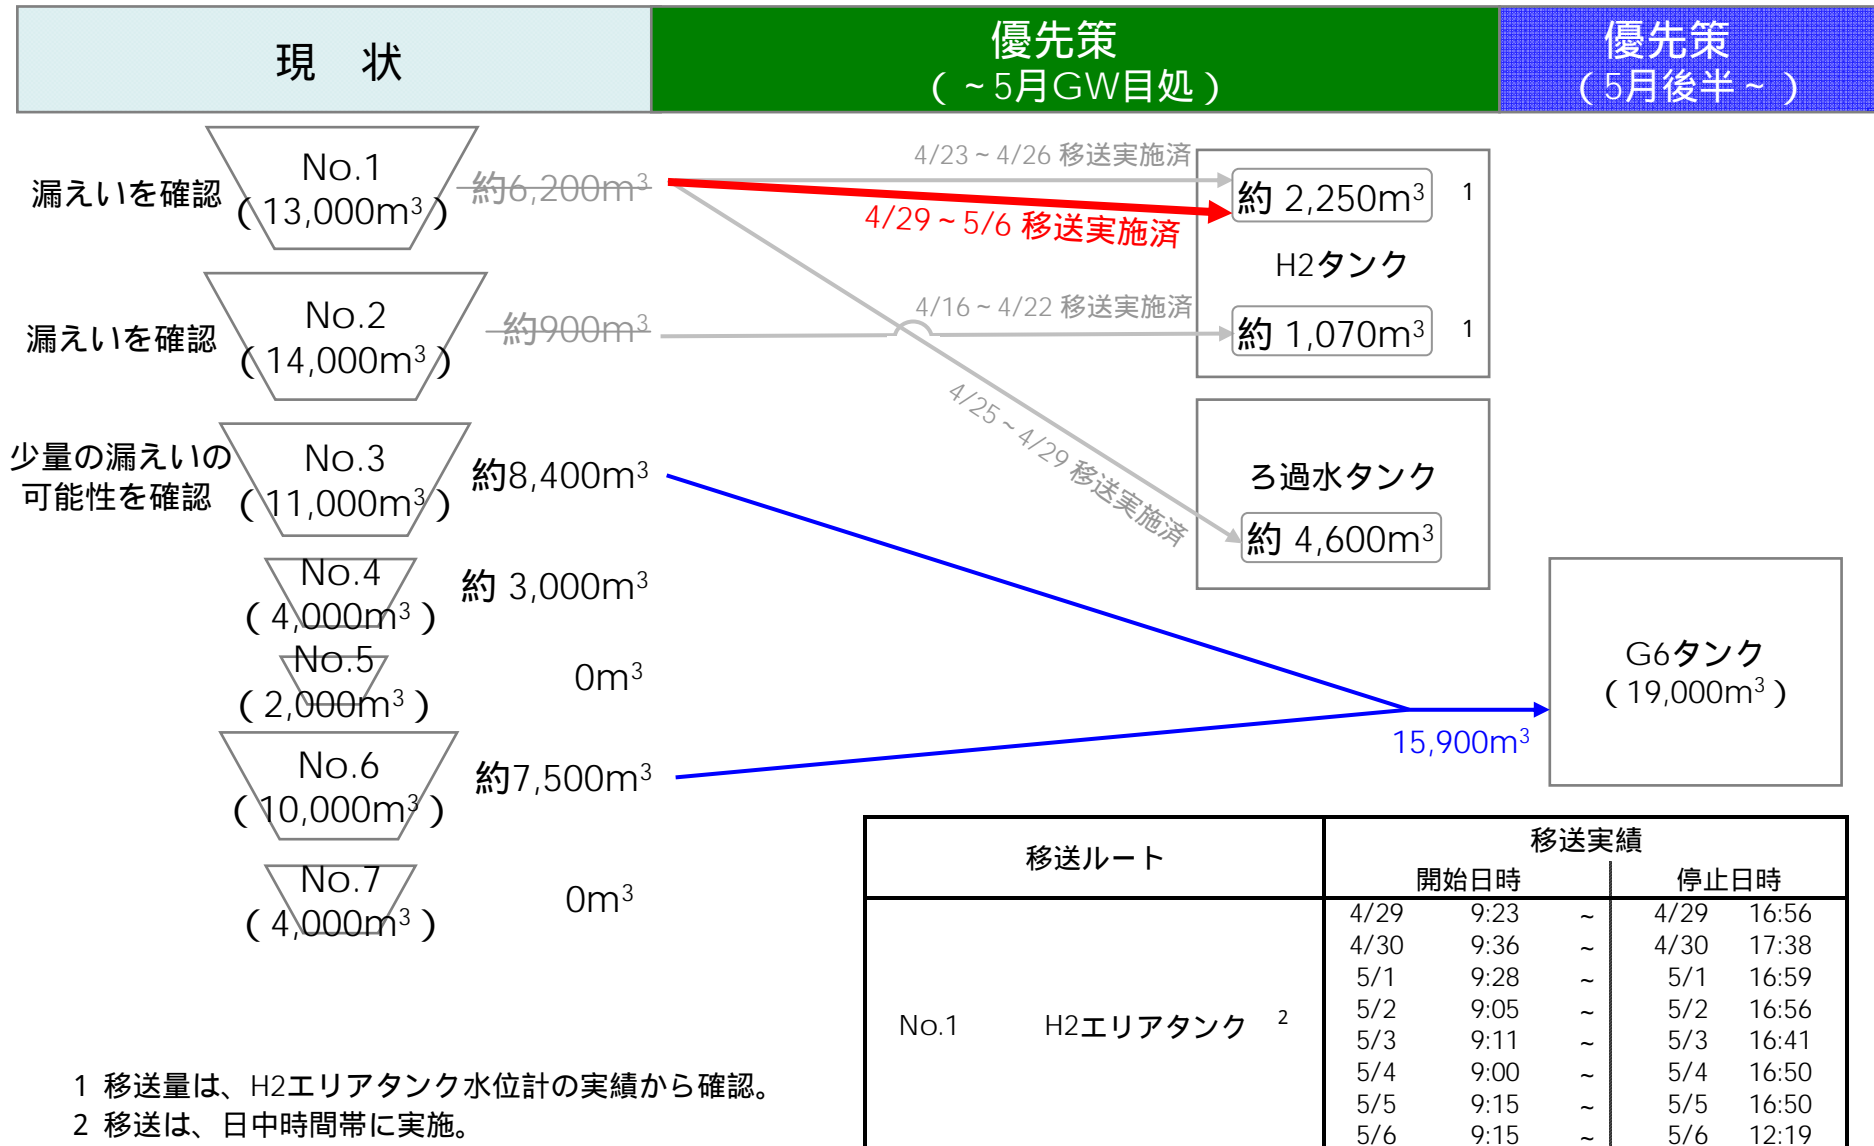 現　状
優先策
（～5月GW目処）
優先策
（5月後半～）
漏えいを確認
No.1
（13,000m³）
約6,200m³
4/23～4/26 移送実施済
4/29～5/6 移送実施済
約 2,250m³ 1
H2タンク
漏えいを確認
No.2
（14,000m³）
約900m³
4/16～4/22 移送実施済
約 1,070m³ 1
4/25～4/29 移送実施済
少量の漏えいの
可能性を確認
No.3
（11,000m³）
約8,400m³
ろ過水タンク
約 4,600m³
No.4
（4,000m³）
約 3,000m³
No.5
（2,000m³）
0m³
G6タンク
（19,000m³）
15,900m³
No.6
（10,000m³）
約7,500m³
No.7
（4,000m³）
0m³
移送ルート
移送実績
開始日時 停止日時
No.1 H2エリアタンク 2
4/29 9:23 ～ 4/29 16:56
4/30 9:36 ～ 4/30 17:38
5/1 9:28 ～ 5/1 16:59
5/2 9:05 ～ 5/2 16:56
5/3 9:11 ～ 5/3 16:41
5/4 9:00 ～ 5/4 16:50
5/5 9:15 ～ 5/5 16:50
5/6 9:15 ～ 5/6 12:19
1 移送量は、H2エリアタンク水位計の実績から確認。
2 移送は、日中時間帯に実施。